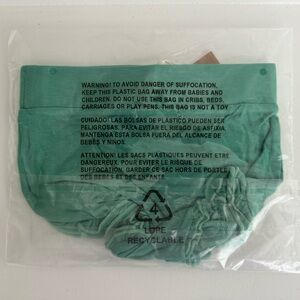 WARNING! TO AVOID DANGER OF SUFFOCATION,
KEEP THIS PLASTIC BAG AWAY FROM BABIES AND
CHILDREN. DO NOT USE THIS BAG IN CRIBS, BEDS,
CARRIAGES OR PLAY PENS. THIS BAG IS NOT A TOY
CUIDADO! LAS BOLSAS DE PLASTICO PUEDEN SER
PELIGROSAS. PARA EVITAR EL RIESGO DE ASFIXIA,
MANTENGA ESTA BOLSA FUERA DEL ALCANCE DE
BEBES Y NINOS.
ATTENTION! LES SACS PLASTIQUES PEUVENT ETRE
DANGEREUX. POUR EVITER LE RISQUE DE
SUFFOCATION, GARDER CE SAC HORS DE PORTEE
DES BEBES ET DES ENFANTS.
4
LDPE
RECYCLABLE